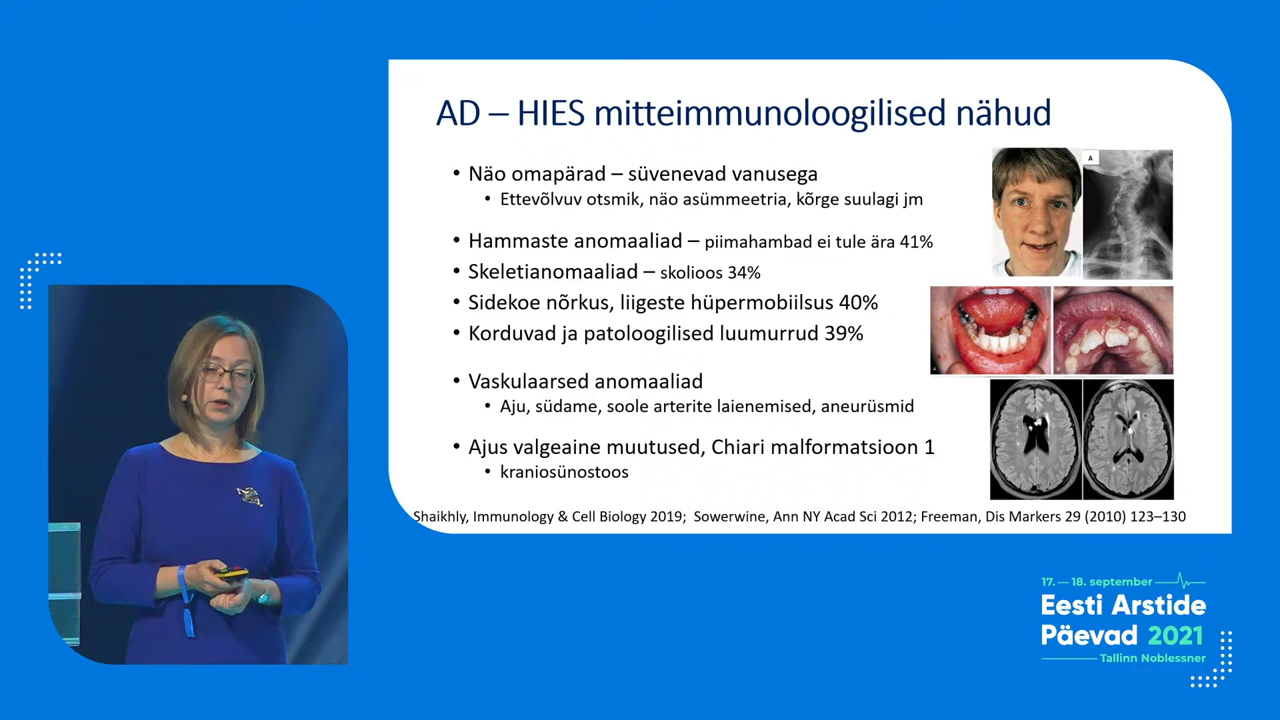 AD – HIES mitteimmunoloogilised nähud
• Näo omapärad – süvenevad vanusega
• Ettevõlvuv otsmik, näo asümmeetria, kõrge suulagi jm
• Hammaste anomaaliad – piimahambad ei tule ära 41%
• Skeletianomaaliad – skolioos 34%
• Sidekoe nõrkus, liigeste hüpermobiilsus 40%
• Korduvad ja patoloogilised luumurrud 39%
• Vaskulaarsed anomaaliad
• Aju, südame, soole arterite laienemised, aneurüsmid
• Ajus valgeaine muutused, Chiari malformatsioon 1
• kraniosünostoos
A
Shaikhly, Immunology & Cell Biology 2019; Sowerwine, Ann NY Acad Sci 2012; Freeman, Dis Markers 29 (2010) 123–130
17. — 18. september
Eesti Arstide
Päevad 2021
Tallinn Noblessner